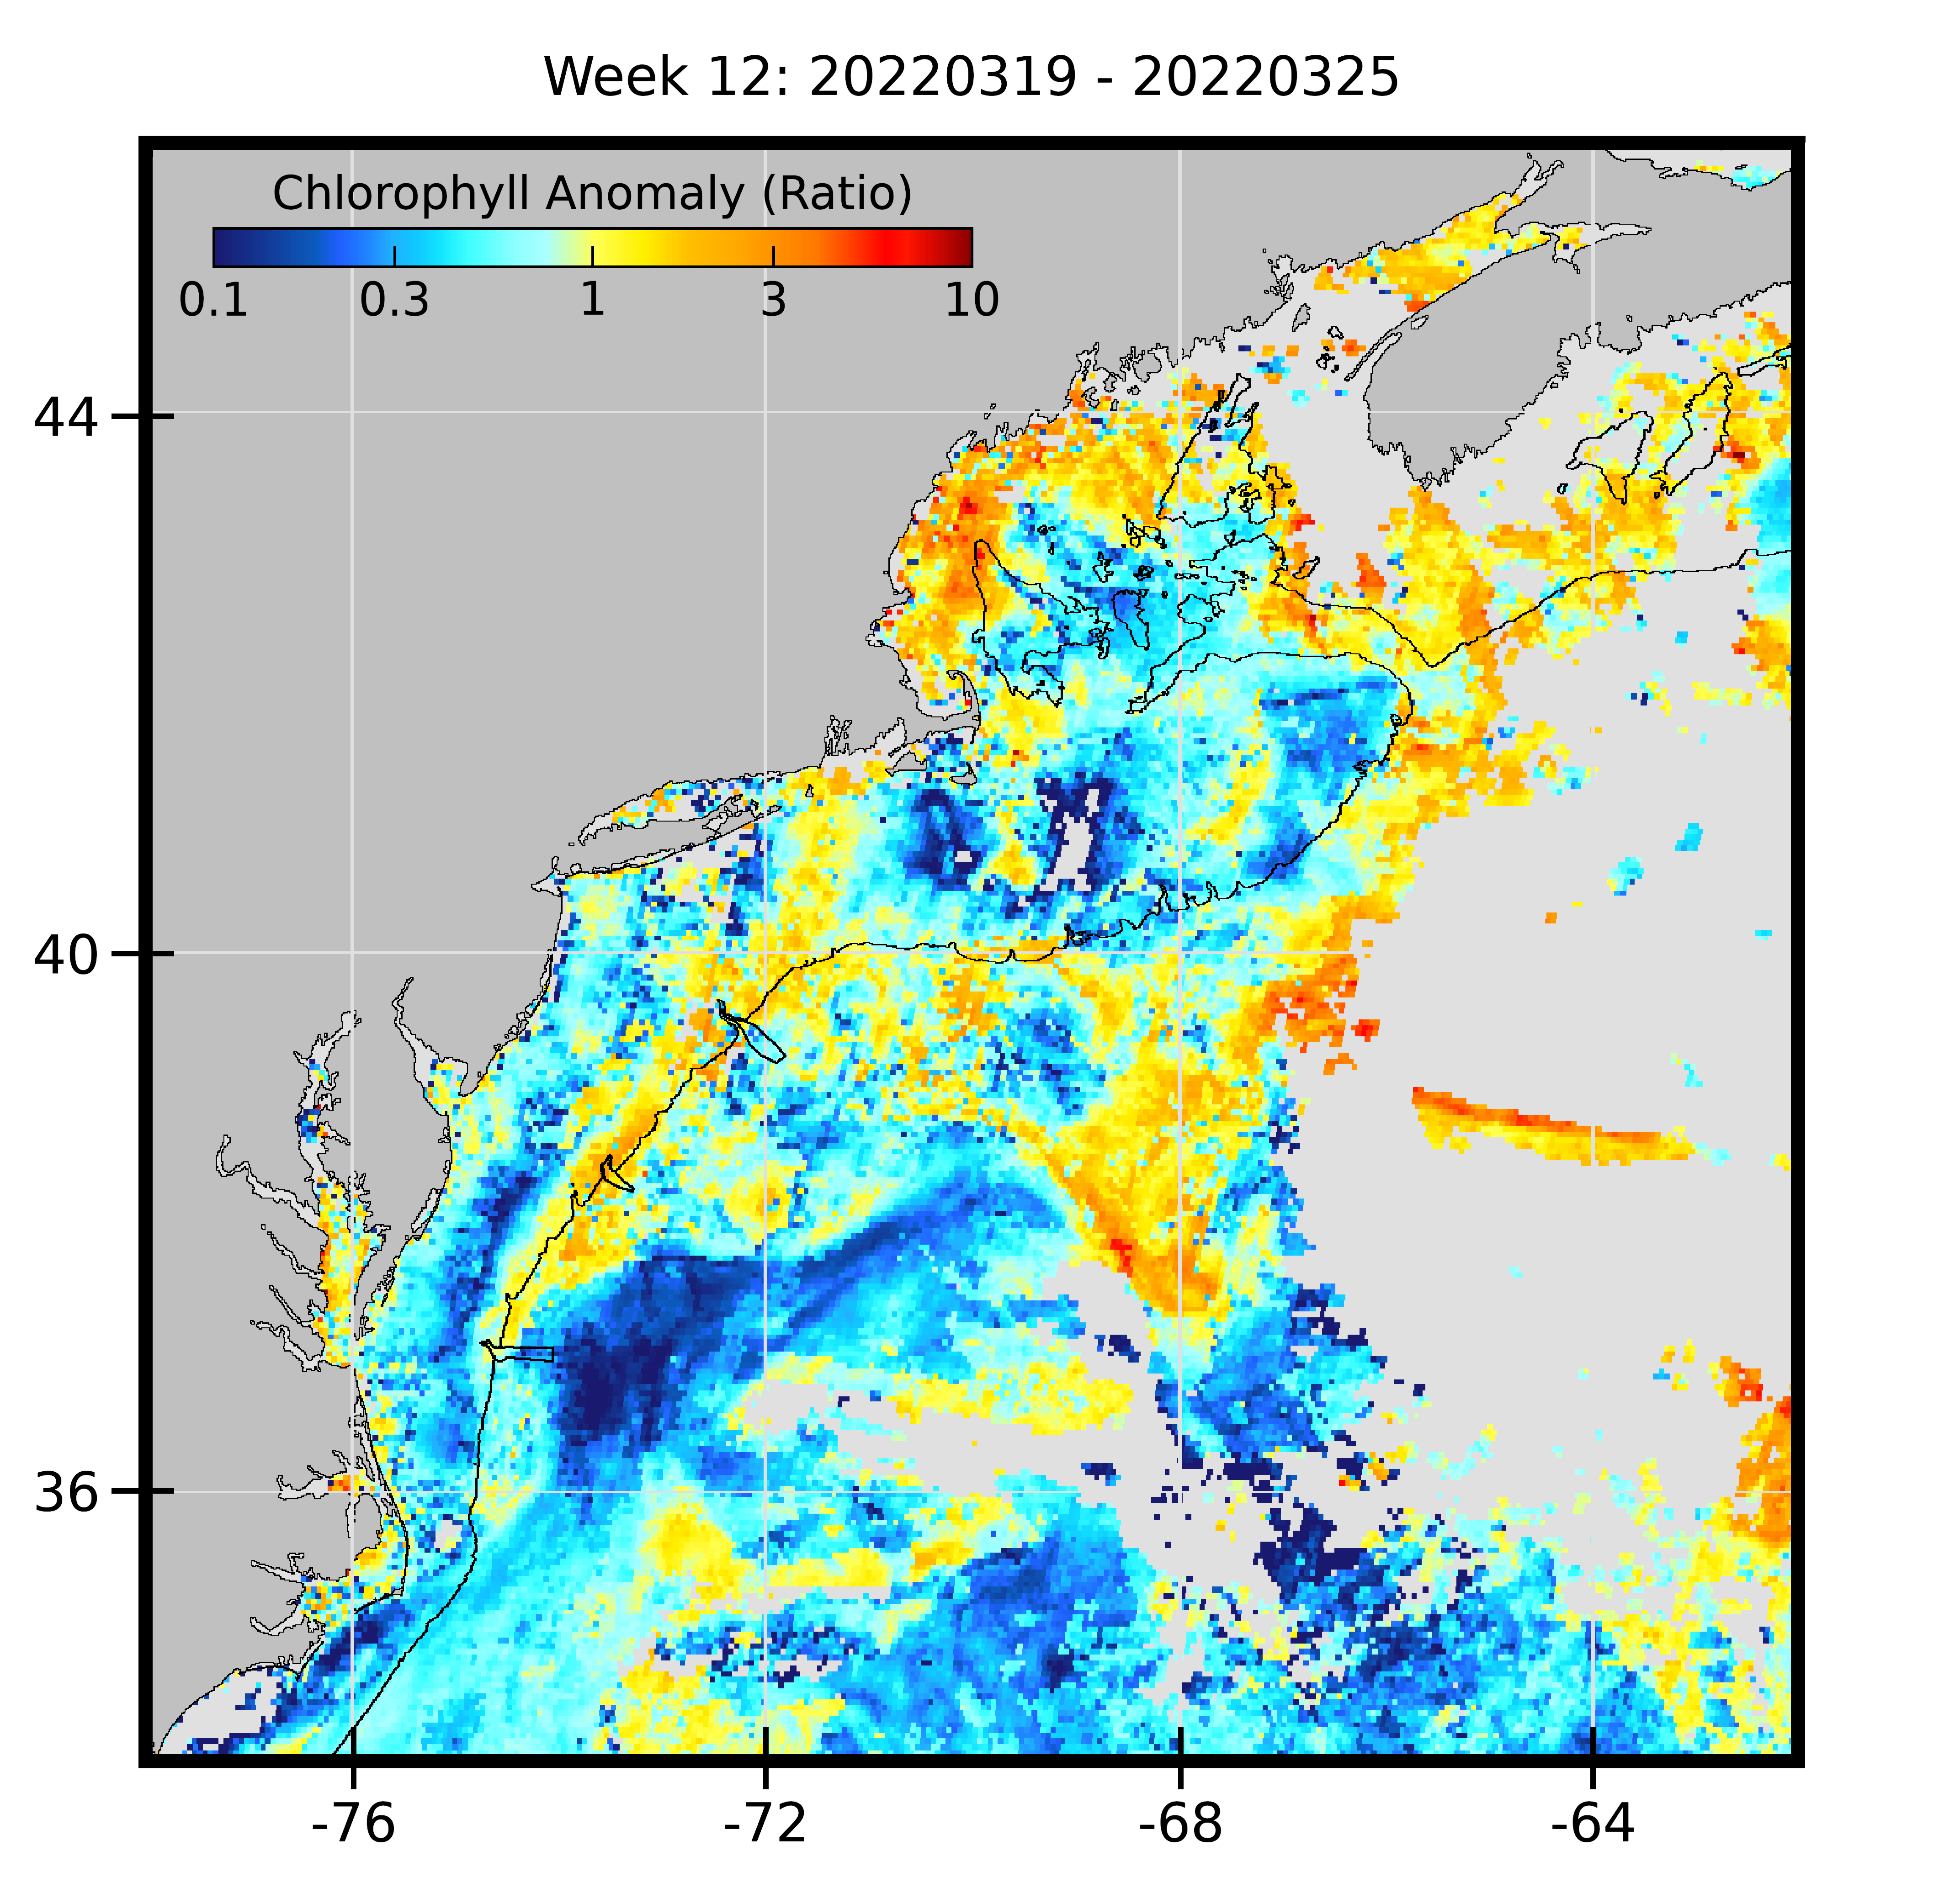 Week 12: 20220319 - 20220325
Chlorophyll Anomaly (Ratio)
0.1 0.3 1 3 10
44
40
36
-76 -72 -68 -64